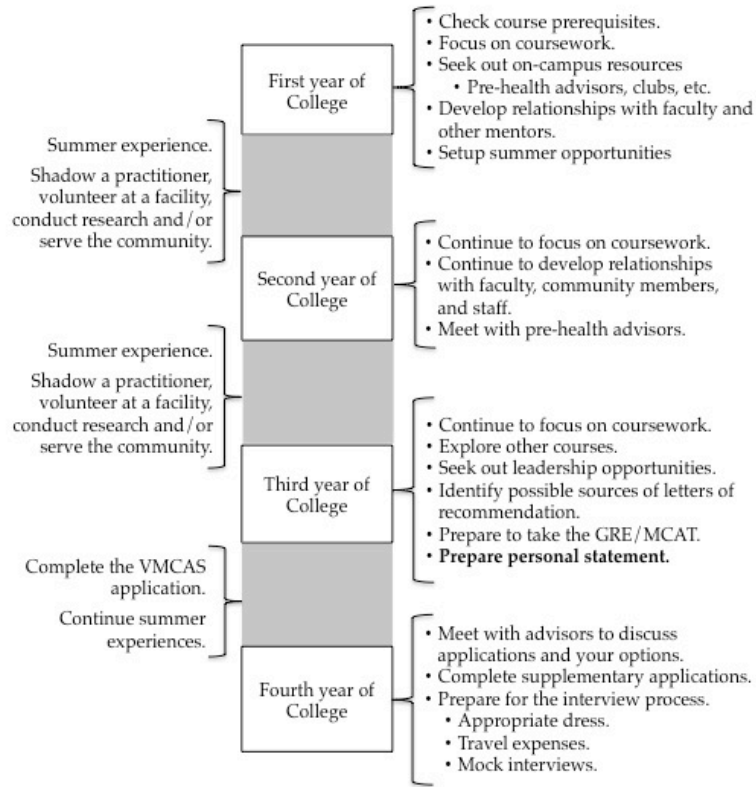 First year of
College
• Check course prerequisites.
• Focus on coursework.
• Seek out on-campus resources
• Pre-health advisors, clubs, etc.
• Develop relationships with faculty and
other mentors.
• Setup summer opportunities
Summer experience.
Shadow a practitioner,
volunteer at a facility,
conduct research and/or
serve the community.
Second year of
College
• Continue to focus on coursework.
• Continue to develop relationships
with faculty, community members,
and staff.
• Meet with pre-health advisors.
Summer experience.
Shadow a practitioner,
volunteer at a facility,
conduct research and/or
serve the community.
Third year of
College
• Continue to focus on coursework.
• Explore other courses.
• Seek out leadership opportunities.
• Identify possible sources of letters of
recommendation.
• Prepare to take the GRE/MCAT.
• Prepare personal statement.
Complete the VMCAS
application.
Continue summer
experiences.
Fourth year of
College
• Meet with advisors to discuss
applications and your options.
• Complete supplementary applications.
• Prepare for the interview process.
• Appropriate dress.
• Travel expenses.
• Mock interviews.